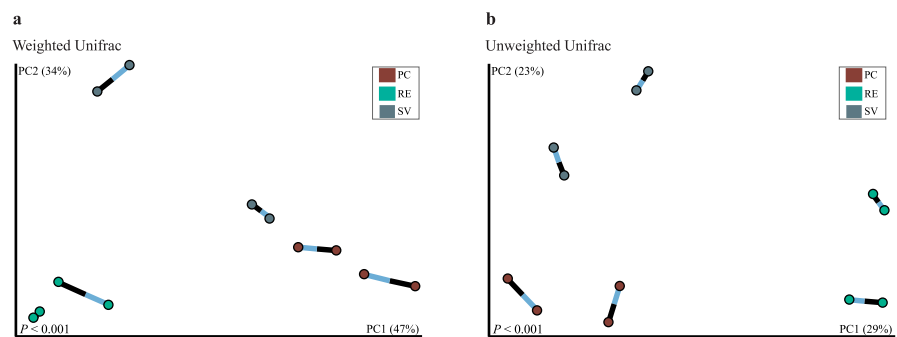 a
Weighted Unifrac
PC2 (34%)
PC
RE
SV
P < 0.001
PC1 (47%)
b
Unweighted Unifrac
PC2 (23%)
PC
RE
SV
P < 0.001
PC1 (29%)